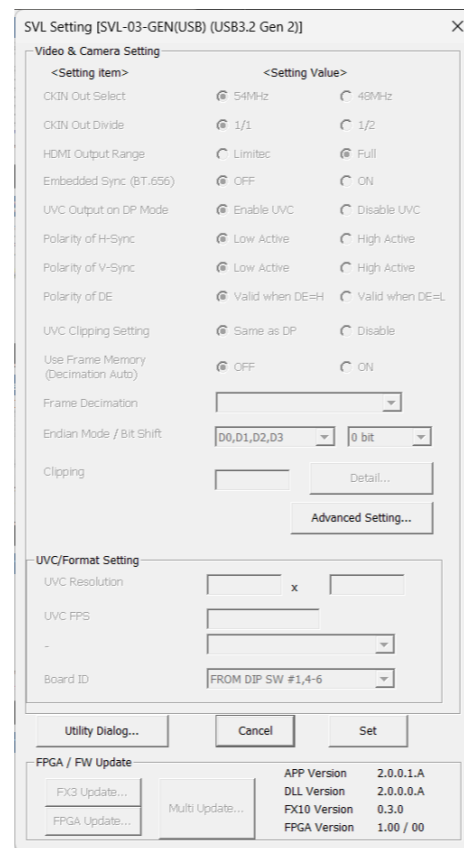 SVL Setting [SVL-03-GEN(USB) (USB3.2 Gen 2)]
Video & Camera Setting
<Setting item> <Setting Value>
CKIN Out Select 54MHz 48MHz
CKIN Out Divide 1/1 1/2
HDMI Output Range Limitec Full
Embedded Sync (BT.656) OFF ON
UVC Output on DP Mode Enable UVC Disable UVC
Polarity of H-Sync Low Active High Active
Polarity of V-Sync Low Active High Active
Polarity of DE Valid when DE=H Valid when DE=L
UVC Clipping Setting Same as DP Disable
Use Frame Memory
(Decimation Auto) OFF ON
Frame Decimation
Endian Mode / Bit Shift D0,D1,D2,D3 0 bit
Clipping Detail...
Advanced Setting...
UVC/Format Setting
UVC Resolution x
UVC FPS
-
Board ID FROM DIP SW #1,4-6
Utility Dialog... Cancel Set
FPGA / FW Update
FX3 Update...
FPGA Update...
Multi Update...
APP Version 2.0.0.1.A
DLL Version 2.0.0.0.A
FX10 Version 0.3.0
FPGA Version 1.00 / 00